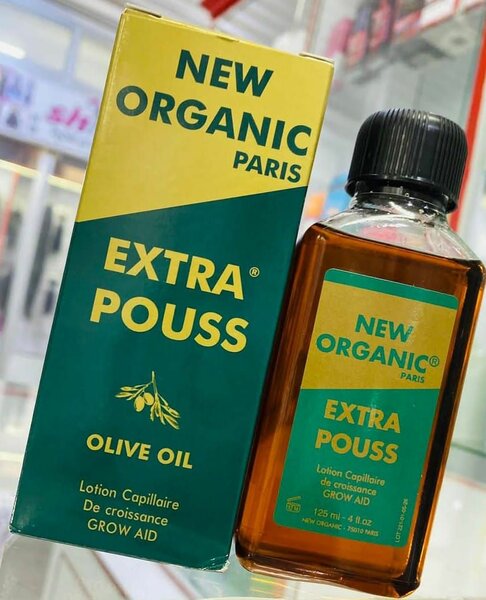 NEW
ORGANIC
PARIS
EXTRA®
POUSS
OLIVE OIL
Lotion Capillaire
De croissance
GROW AID
NEW
ORGANIC®
PARIS
EXTRA
POUSS
Lotion Capillaire
de croissance
GROW AID
125 ml - 4 fl.oz
NEW ORGANIC - 75010 PARIS